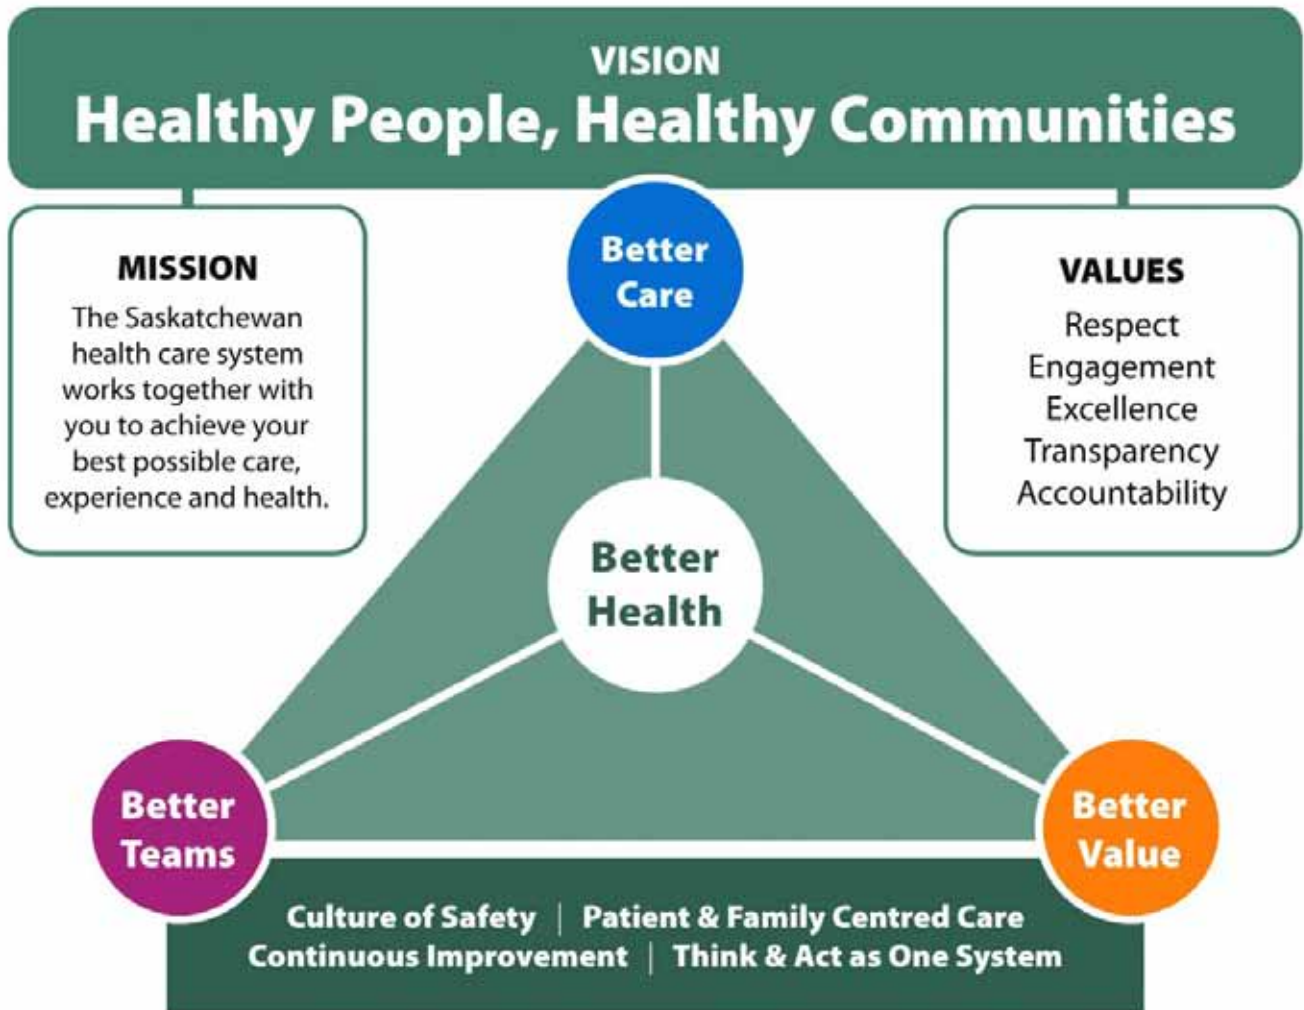 VISION
Healthy People, Healthy Communities
MISSION
The Saskatchewan
health care system
works together with
you to achieve your
best possible care,
experience and health.
Better
Care
VALUES
Respect
Engagement
Excellence
Transparency
Accountability
Better
Health
Better
Teams
Better
Value
Culture of Safety | Patient & Family Centred Care
Continuous Improvement | Think & Act as One System